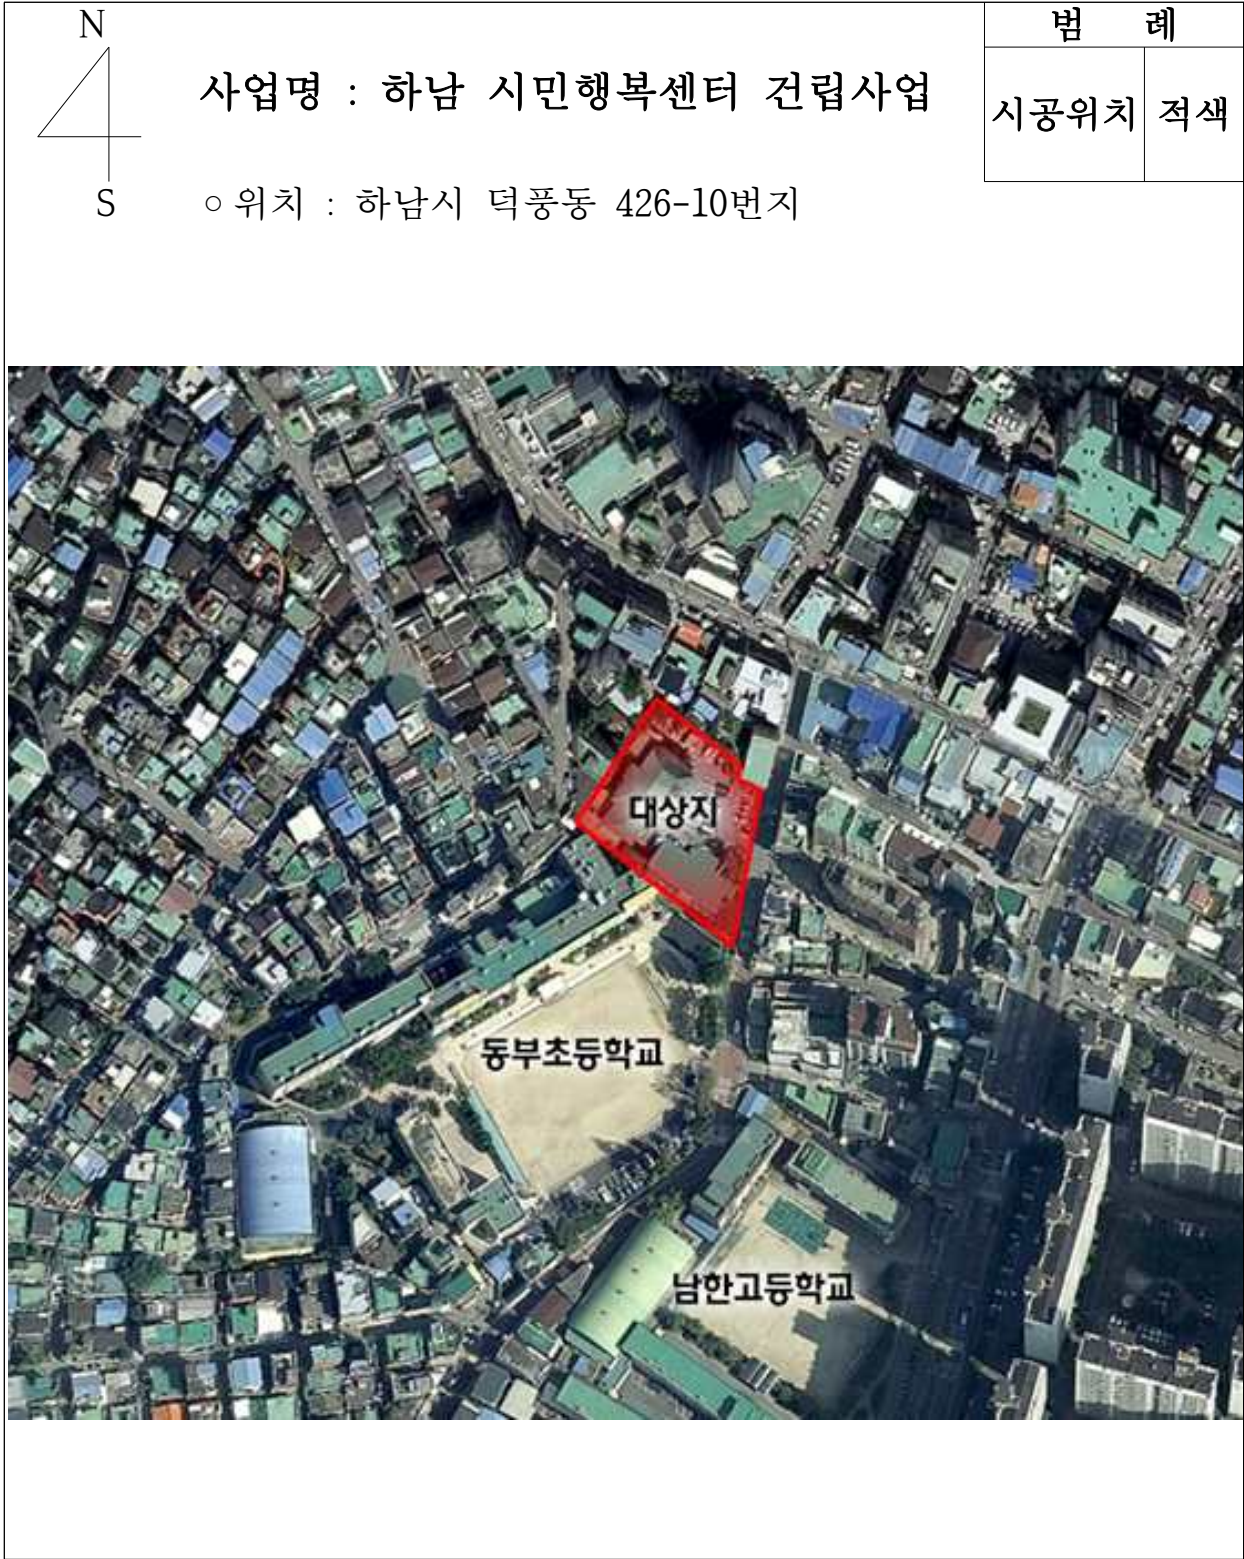 N
범 례
사업명 : 하남 시민행복센터 건립사업
시공위치 적색
S
○ 위치 : 하남시 덕풍동 426-10번지
대상지
동부초등학교
남한고등학교